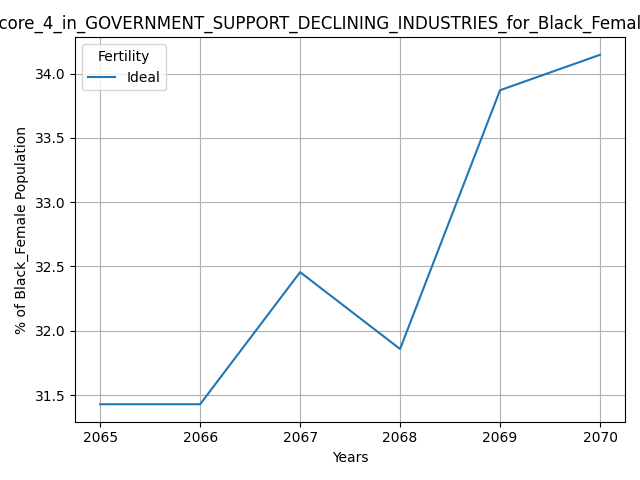 core_4_in_GOVERNMENT_SUPPORT_DECLINING_INDUSTRIES_for_Black_Femal
Fertility
Ideal
% of Black_Female Population
34.0
33.5
33.0
32.5
32.0
31.5
2065 2066 2067 2068 2069 2070
Years